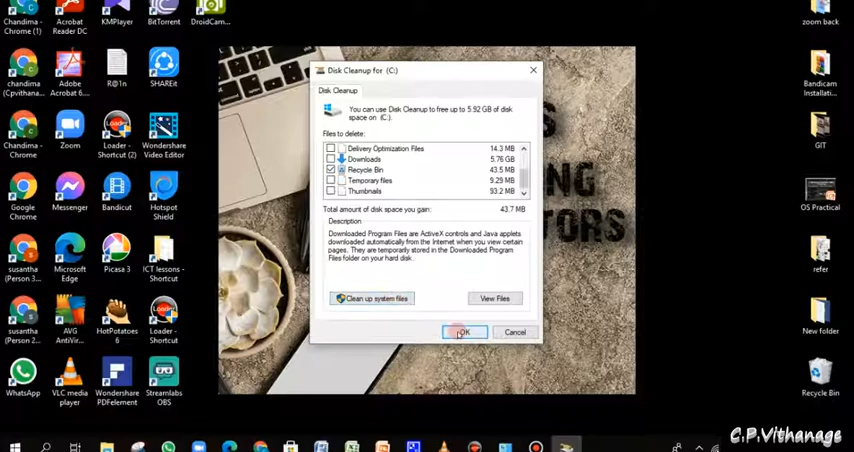 Chandima -
Chrome (1)
Acrobat
Reader DC
KMPlayer
BitTorrent
DroidCam...
zoom back
chandima
(Cpvithana...
Adobe
Acrobat 6...
R@1n
SHAREit
Bandicam
Installati...
Chandima -
Chrome
Zoom
Loader -
Shortcut (2)
Wondershare
Video Editor
GIT
Google
Chrome
Messenger
Bandicut
Hotspot
Shield
OS Practical
susantha
(Person 3...
Microsoft
Edge
Picasa 3
ICT lessons -
Shortcut
refer
susantha
(Person 2...
AVG
AntiVir...
HotPotatoes
6
Loader -
Shortcut
New folder
WhatsApp
VLC media
player
Wondershare
PDFelement
Streamlabs
OBS
Recycle Bin
Disk Cleanup for (C:)
Disk Cleanup
You can use Disk Cleanup to free up to 5.92 GB of disk
space on (C:).
Files to delete:
Delivery Optimization Files 14.3 MB
Downloads 5.76 GB
Recycle Bin 43.5 MB
Temporary files 9.29 MB
Thumbnails 93.2 MB
Total amount of disk space you gain: 43.7 MB
Description
Downloaded Program Files are ActiveX controls and Java applets
downloaded automatically from the Internet when you view certain
pages. They are temporarily stored in the Downloaded Program
Files folder on your hard disk.
Clean up system files
View Files
OK
Cancel
C.P.Vithanage